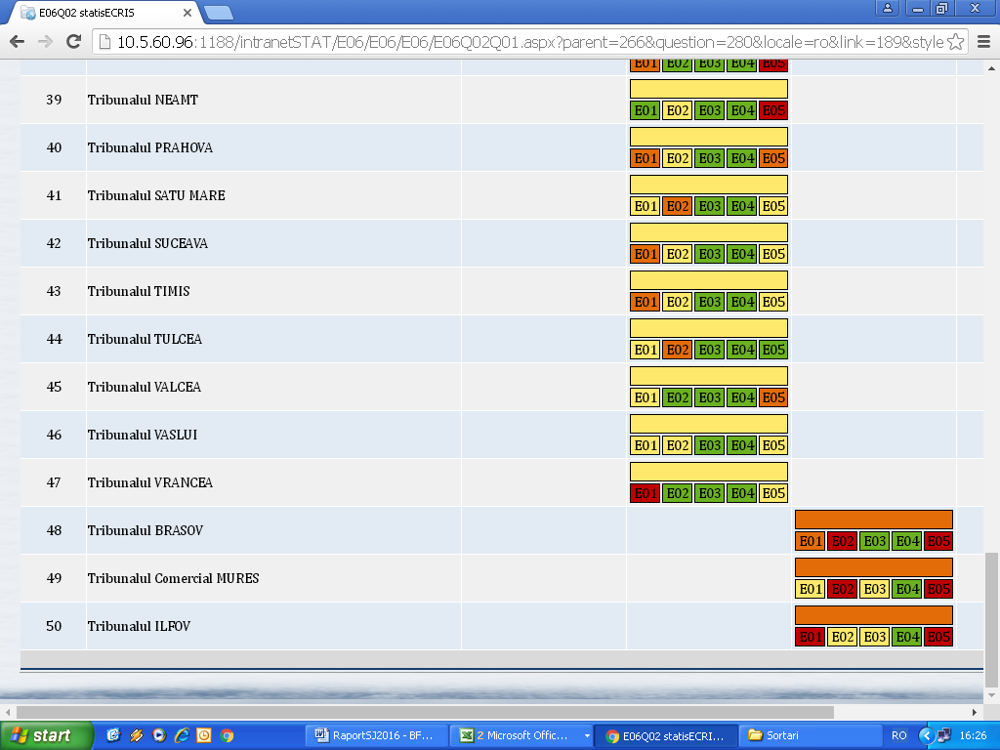 E06Q02 statisECRIS
10.5.60.96:1188/intranetSTAT/E06/E06/E06/E06Q02Q01.aspx?parent=266&question=280&locale=ro&link=189&style
E01 E02 E03 E04 E05
39 Tribunalul NEAMT
E01 E02 E03 E04 E05
40 Tribunalul PRAHOVA
E01 E02 E03 E04 E05
41 Tribunalul SATU MARE
E01 E02 E03 E04 E05
42 Tribunalul SUCEAVA
E01 E02 E03 E04 E05
43 Tribunalul TIMIS
E01 E02 E03 E04 E05
44 Tribunalul TULCEA
E01 E02 E03 E04 E05
45 Tribunalul VALCEA
E01 E02 E03 E04 E05
46 Tribunalul VASLUI
E01 E02 E03 E04 E05
47 Tribunalul VRANCEA
E01 E02 E03 E04 E05
48 Tribunalul BRASOV
E01 E02 E03 E04 E05
49 Tribunalul Comercial MURES
E01 E02 E03 E04 E05
50 Tribunalul ILFOV
E01 E02 E03 E04 E05
start RaportSJ2016 - BF... 2 Microsoft Offic... E06Q02 statisECRI... Sortari RO 16:26